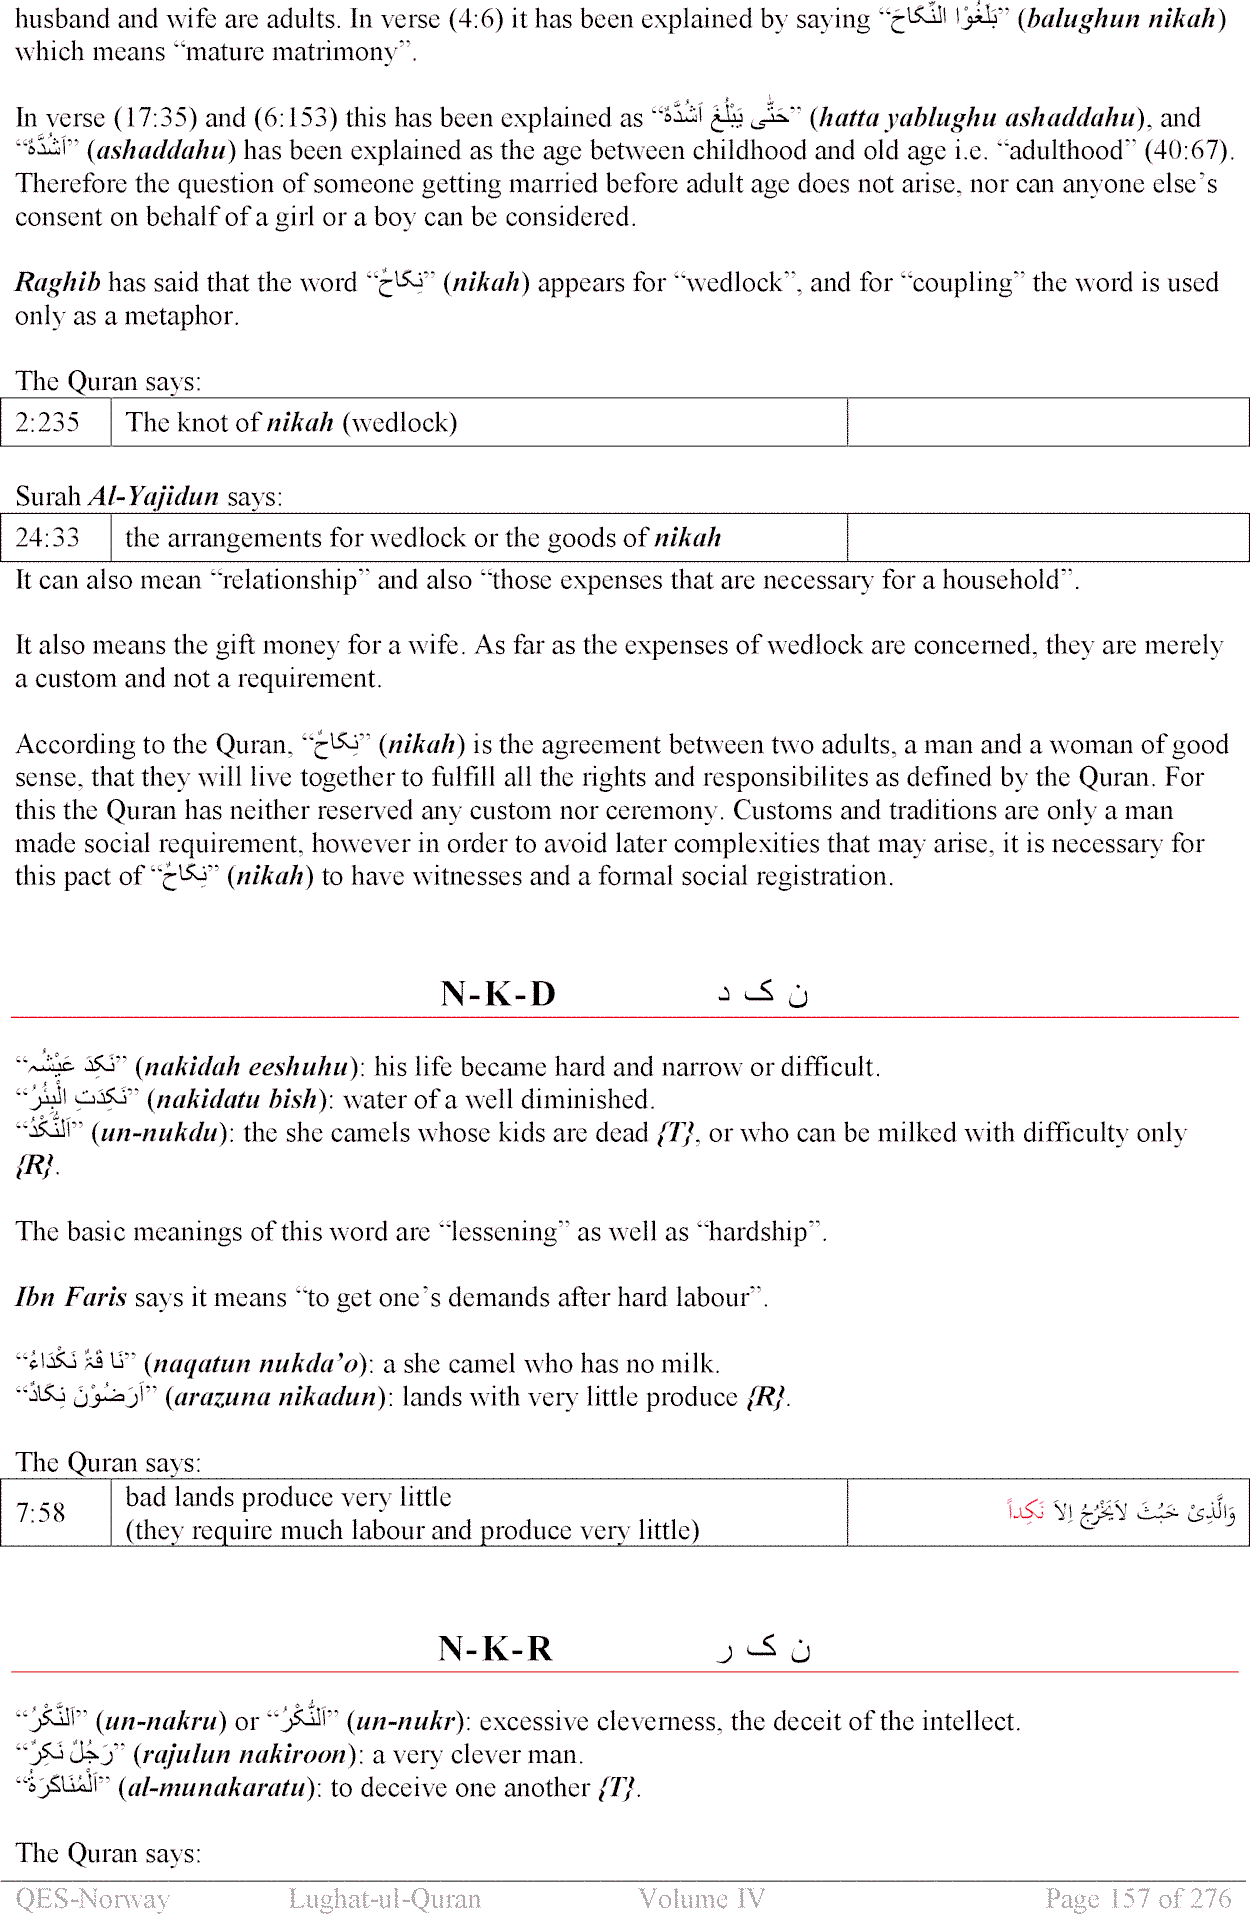 husband and wife are adults. In verse (4:6) it has been explained by saying “بَلَغُوْا النِّكَاحَ” (balughun nikah)
which means “mature matrimony”.
In verse (17:35) and (6:153) this has been explained as “حَتّٰى يَبْلُغَ اَشُدَّهٗ” (hatta yablughu ashaddahu), and
“اَشُدَّهٗ” (ashaddahu) has been explained as the age between childhood and old age i.e. “adulthood” (40:67).
Therefore the question of someone getting married before adult age does not arise, nor can anyone else’s
consent on behalf of a girl or a boy can be considered.
Raghib has said that the word “نِكَاحٌ” (nikah) appears for “wedlock”, and for “coupling” the word is used
only as a metaphor.
The Quran says:
2:235 The knot of nikah (wedlock)
Surah Al-Yajidun says:
24:33 the arrangements for wedlock or the goods of nikah
It can also mean “relationship” and also “those expenses that are necessary for a household”.
It also means the gift money for a wife. As far as the expenses of wedlock are concerned, they are merely
a custom and not a requirement.
According to the Quran, “نِكَاحٌ” (nikah) is the agreement between two adults, a man and a woman of good
sense, that they will live together to fulfill all the rights and responsibilites as defined by the Quran. For
this the Quran has neither reserved any custom nor ceremony. Customs and traditions are only a man
made social requirement, however in order to avoid later complexities that may arise, it is necessary for
this pact of “نِكَاحٌ” (nikah) to have witnesses and a formal social registration.
N-K-D ن ک د
“نَكِدَ عَيْشُہ” (nakidah eeshuhu): his life became hard and narrow or difficult.
“نَكِدَتِ الْبِئْرُ” (nakidatu bish): water of a well diminished.
“اَلنُّكْدُ” (un-nukdu): the she camels whose kids are dead {T}, or who can be milked with difficulty only
{R}.
The basic meanings of this word are “lessening” as well as “hardship”.
Ibn Faris says it means “to get one’s demands after hard labour”.
“نَا قَۃٌ نَكْدَاءُ” (naqatun nukda’o): a she camel who has no milk.
“اَرَضُوْنَ نِكَادٌ” (arazuna nikadun): lands with very little produce {R}.
The Quran says:
7:58 bad lands produce very little
(they require much labour and produce very little) وَالَّذِىْ خَبُثَ لاَيَخْرُجُ اِلاَ نَكِداً
N-K-R ن ک ر
“اَلنَّكْرُ” (un-nakru) or “اَلنُّكْرُ” (un-nukr): excessive cleverness, the deceit of the intellect.
“رَجُلٌ نَكِرٌ” (rajulun nakiroon): a very clever man.
“اَلْمُنَاكَرَةُ” (al-munakaratu): to deceive one another {T}.
The Quran says:
QES-Norway Lughat-ul-Quran Volume IV Page 157 of 276